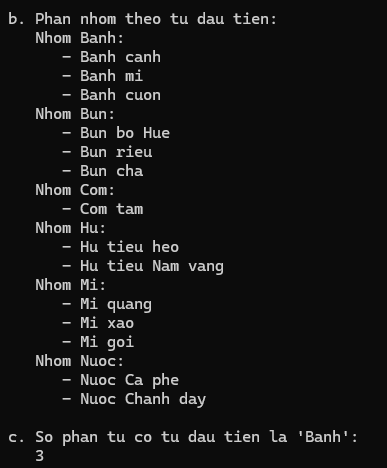 b. Phan nhom theo tu dau tien:
Nhom Banh:
– Banh canh
– Banh mi
– Banh cuon
Nhom Bun:
– Bun bo Hue
– Bun rieu
– Bun cha
Nhom Com:
– Com tam
Nhom Hu:
– Hu tieu heo
– Hu tieu Nam vang
Nhom Mi:
– Mi quang
– Mi xao
– Mi goi
Nhom Nuoc:
– Nuoc Ca phe
– Nuoc Chanh day
c. So phan tu co tu dau tien la 'Banh':
3